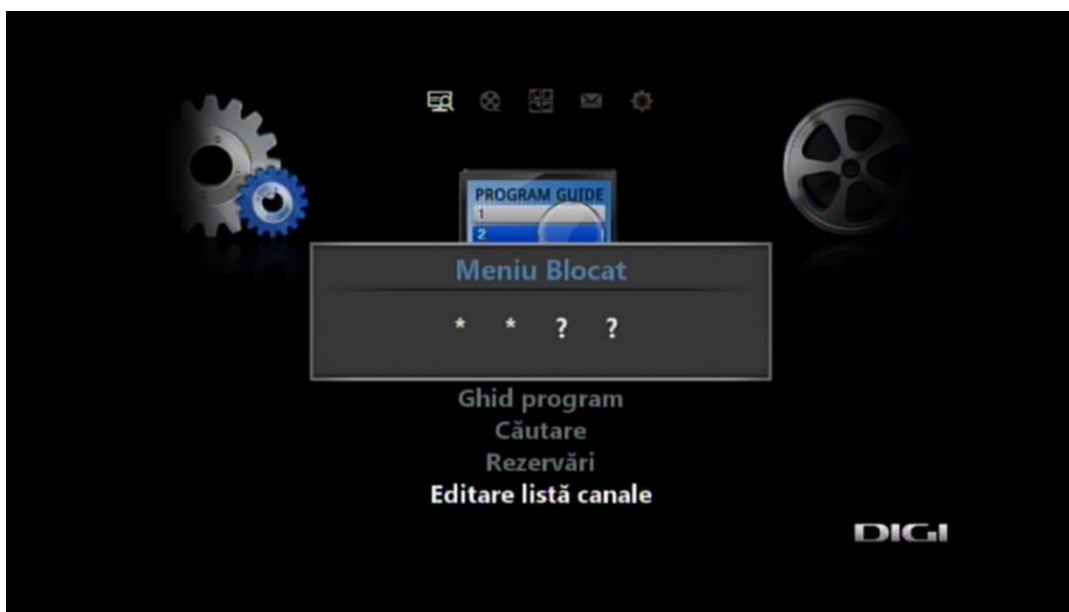 PROGRAM GUIDE
1
2
Meniu Blocat
* * ? ?
Ghid program
Căutare
Rezervări
Editare listă canale
DIGI